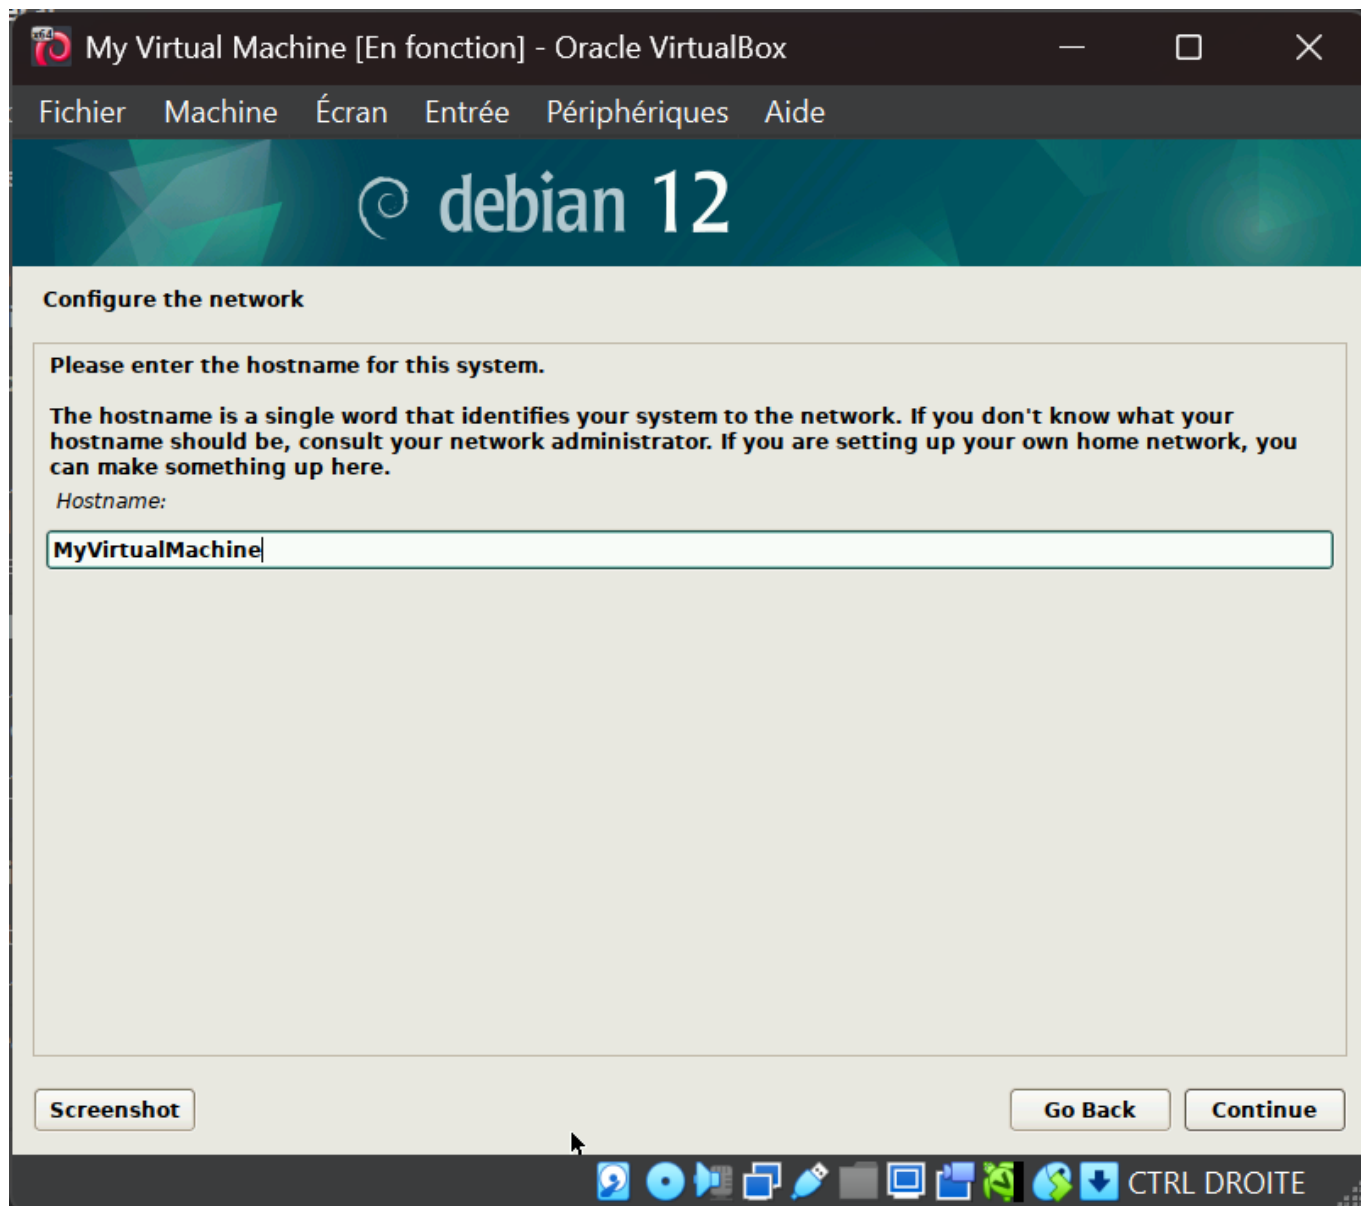 My Virtual Machine [En fonction] - Oracle VirtualBox
Fichier Machine Écran Entrée Périphériques Aide
debian 12
Configure the network
Please enter the hostname for this system.
The hostname is a single word that identifies your system to the network. If you don't know what your
hostname should be, consult your network administrator. If you are setting up your own home network, you
can make something up here.
Hostname:
MyVirtualMachine
Screenshot Go Back Continue
CTRL DROITE